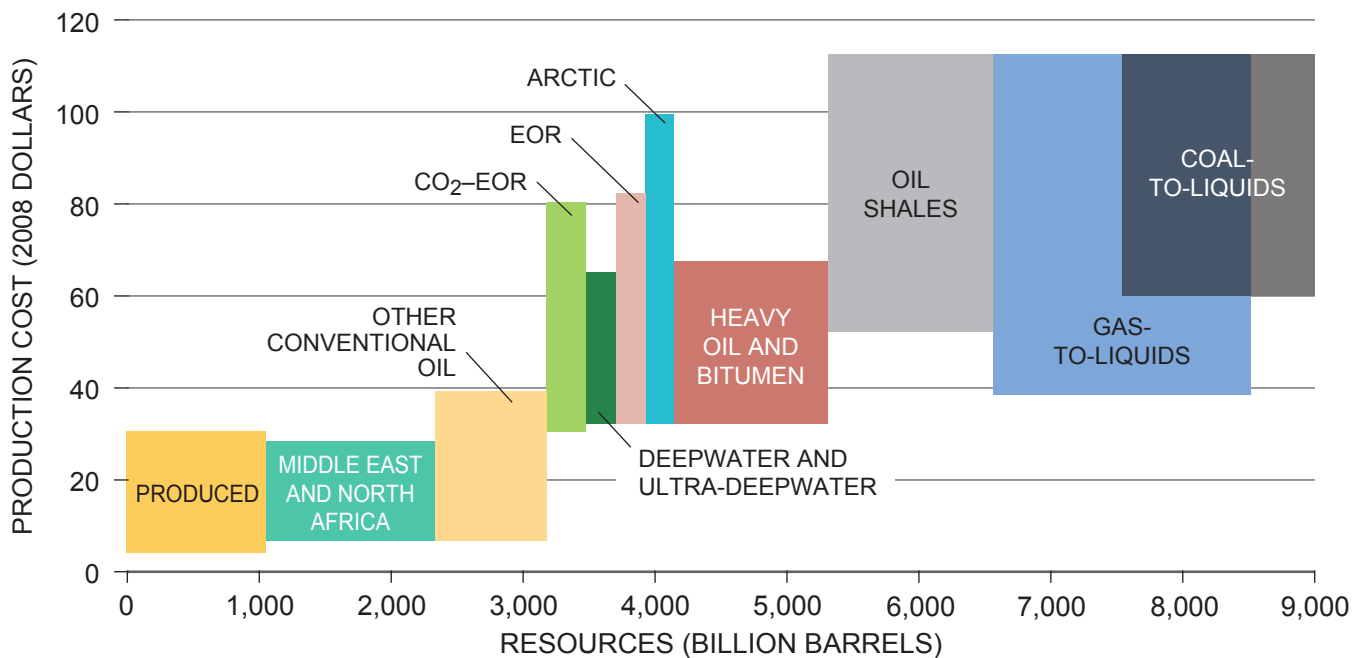 PRODUCTION COST (2008 DOLLARS)
120
100
80
60
40
20
0
ARCTIC
EOR
CO₂–EOR
OTHER
CONVENTIONAL
OIL
PRODUCED
MIDDLE EAST
AND NORTH
AFRICA
DEEPWATER AND
ULTRA-DEEPWATER
HEAVY
OIL AND
BITUMEN
OIL
SHALES
GAS-
TO-LIQUIDS
COAL-
TO-LIQUIDS
0
1,000
2,000
3,000
4,000
5,000
6,000
7,000
8,000
9,000
RESOURCES (BILLION BARRELS)